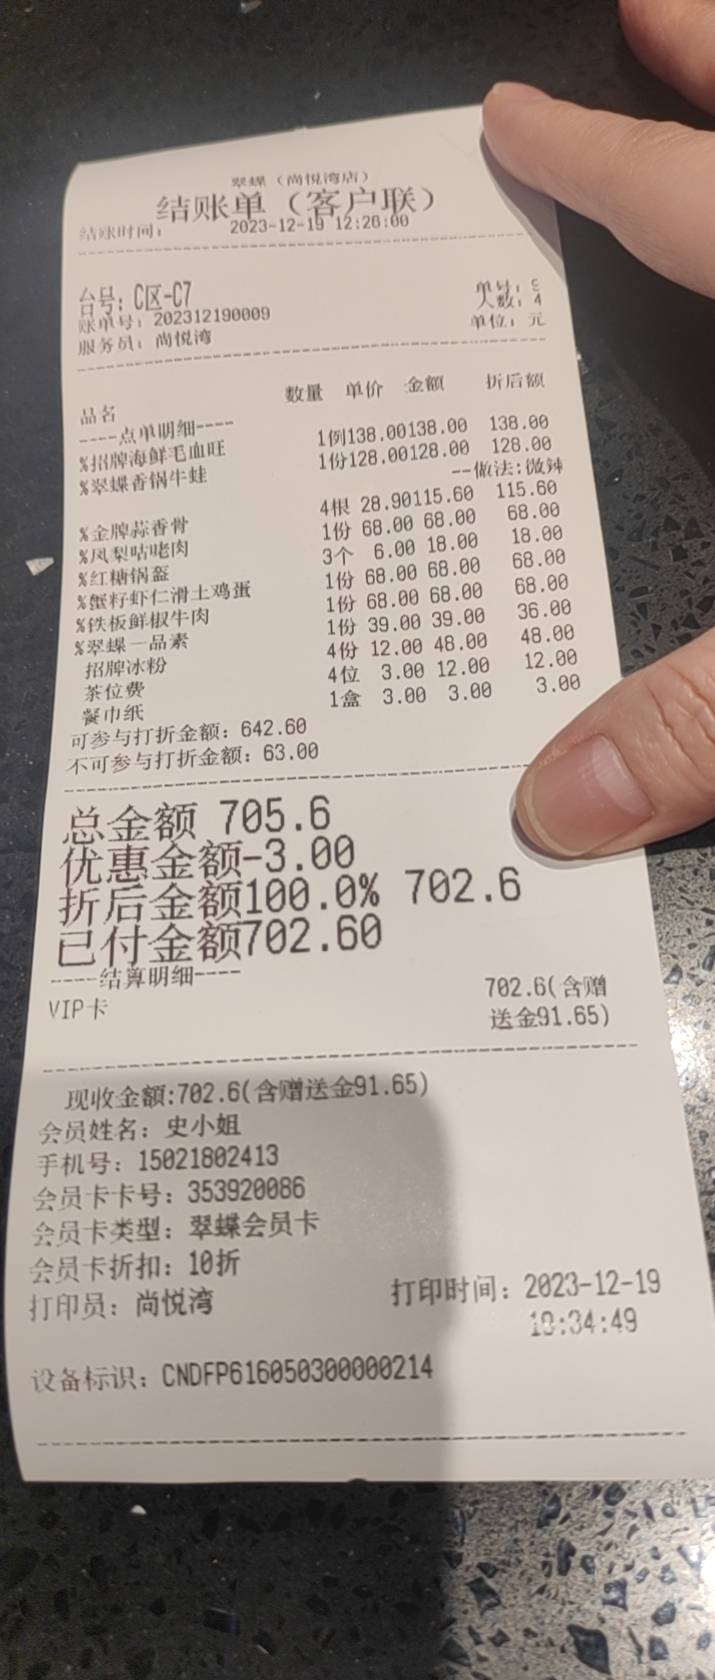 翠蝶（尚悦湾店）
结账单（客户联）
结账时间： 2023-12-19 12:26:00
台号：C区-C7
单号：
账单号：202312190009 人数：4
服务员：尚悦湾 单位：元
品名 数量 单价 金额 折后额
----点单明细----
%招牌海鲜毛血旺 1例138.00138.00 138.00
%翠蝶香锅牛蛙 1份128.00128.00 128.00
--做法:微辣
%金牌蒜香骨 4根 28.90115.60 115.60
%凤梨咕咾肉 1份 68.00 68.00 68.00
%红糖锅盔 3个 6.00 18.00 18.00
%蟹籽虾仁滑土鸡蛋 1份 68.00 68.00 68.00
%铁板鲜椒牛肉 1份 68.00 68.00 68.00
%翠蝶一品素 1份 39.00 39.00 36.00
招牌冰粉 4份 12.00 48.00 48.00
茶位费 4位 3.00 12.00 12.00
餐巾纸 1盒 3.00 3.00 3.00
可参与打折金额：642.60
不可参与打折金额：63.00
总金额 705.6
优惠金额-3.00
折后金额100.0% 702.6
已付金额702.60
----结算明细----
VIP卡 702.6(含赠
送金91.65)
现收金额:702.6(含赠送金91.65)
会员姓名：史小姐
手机号：15021802413
会员卡卡号：353920086
会员卡类型：翠蝶会员卡
会员卡折扣：10折
打印员：尚悦湾 打印时间：2023-12-19
设备标识：CNDFP616050300000214